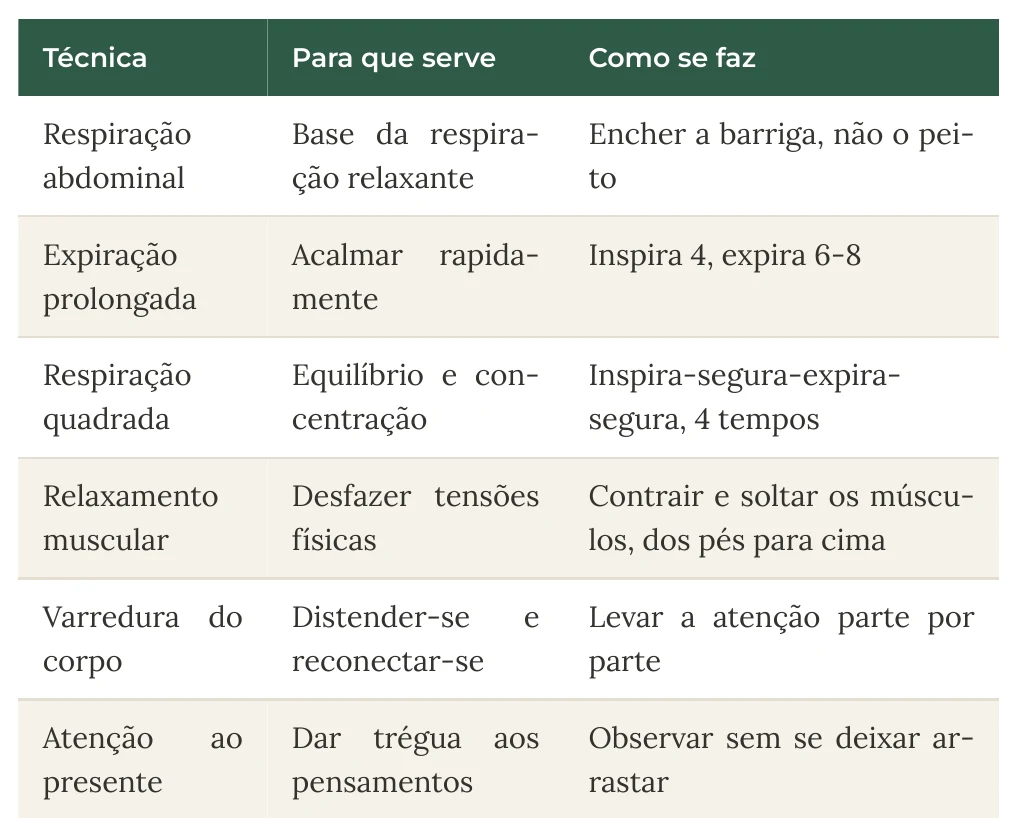 Técnica
Para que serve
Como se faz
Respiração
abdominal
Base da respira-
ção relaxante
Encher a barriga, não o pei-
to
Expiração
prolongada
Acalmar rapida-
mente
Inspira 4, expira 6-8
Respiração
quadrada
Equilíbrio e con-
centração
Inspira-segura-expira-
segura, 4 tempos
Relaxamento
muscular
Desfazer tensões
físicas
Contrair e soltar os múscu-
los, dos pés para cima
Varredura do
corpo
Distender-se e
reconectar-se
Levar a atenção parte por
parte
Atenção ao
presente
Dar trégua aos
pensamentos
Observar sem se deixar ar-
rastar